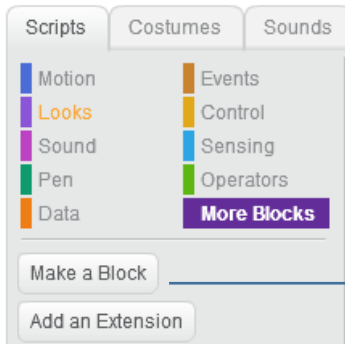 Scripts Costumes Sounds
Motion Events
Looks Control
Sound Sensing
Pen Operators
Data More Blocks
Make a Block
Add an Extension